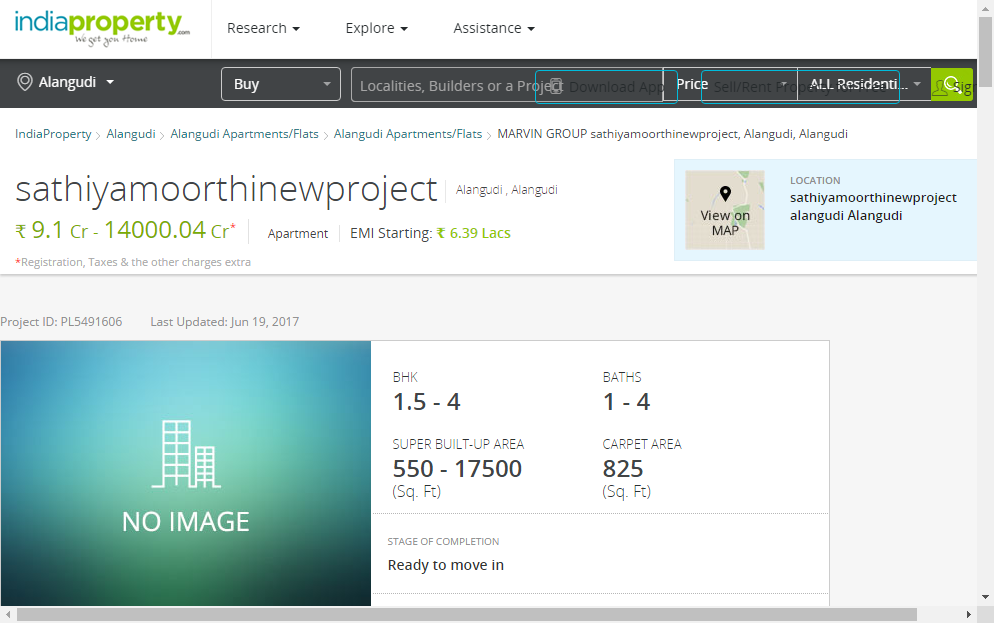 indiaproperty.com
We get you Home
Research
Explore
Assistance
Alangudi
Buy
Localities, Builders or a Project
Download App
Price
Sell/Rent Property
ALL Residenti...
Sig
IndiaProperty > Alangudi > Alangudi Apartments/Flats > Alangudi Apartments/Flats > MARVIN GROUP sathiyamoorthinewproject, Alangudi, Alangudi
sathiyamoorthinewproject
Alangudi , Alangudi
₹ 9.1 Cr - 14000.04 Cr*
Apartment
EMI Starting: ₹ 6.39 Lacs
*Registration, Taxes & the other charges extra
View on
MAP
LOCATION
sathiyamoorthinewproject
alangudi Alangudi
Project ID: PL5491606
Last Updated: Jun 19, 2017
NO IMAGE
BHK
1.5 - 4
BATHS
1 - 4
SUPER BUILT-UP AREA
550 - 17500
(Sq. Ft)
CARPET AREA
825
(Sq. Ft)
STAGE OF COMPLETION
Ready to move in